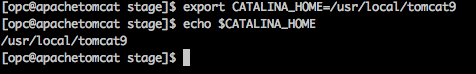 [opc@apachetomcat stage]$ export CATALINA_HOME=/usr/local/tomcat9
[opc@apachetomcat stage]$ echo $CATALINA_HOME
/usr/local/tomcat9
[opc@apachetomcat stage]$